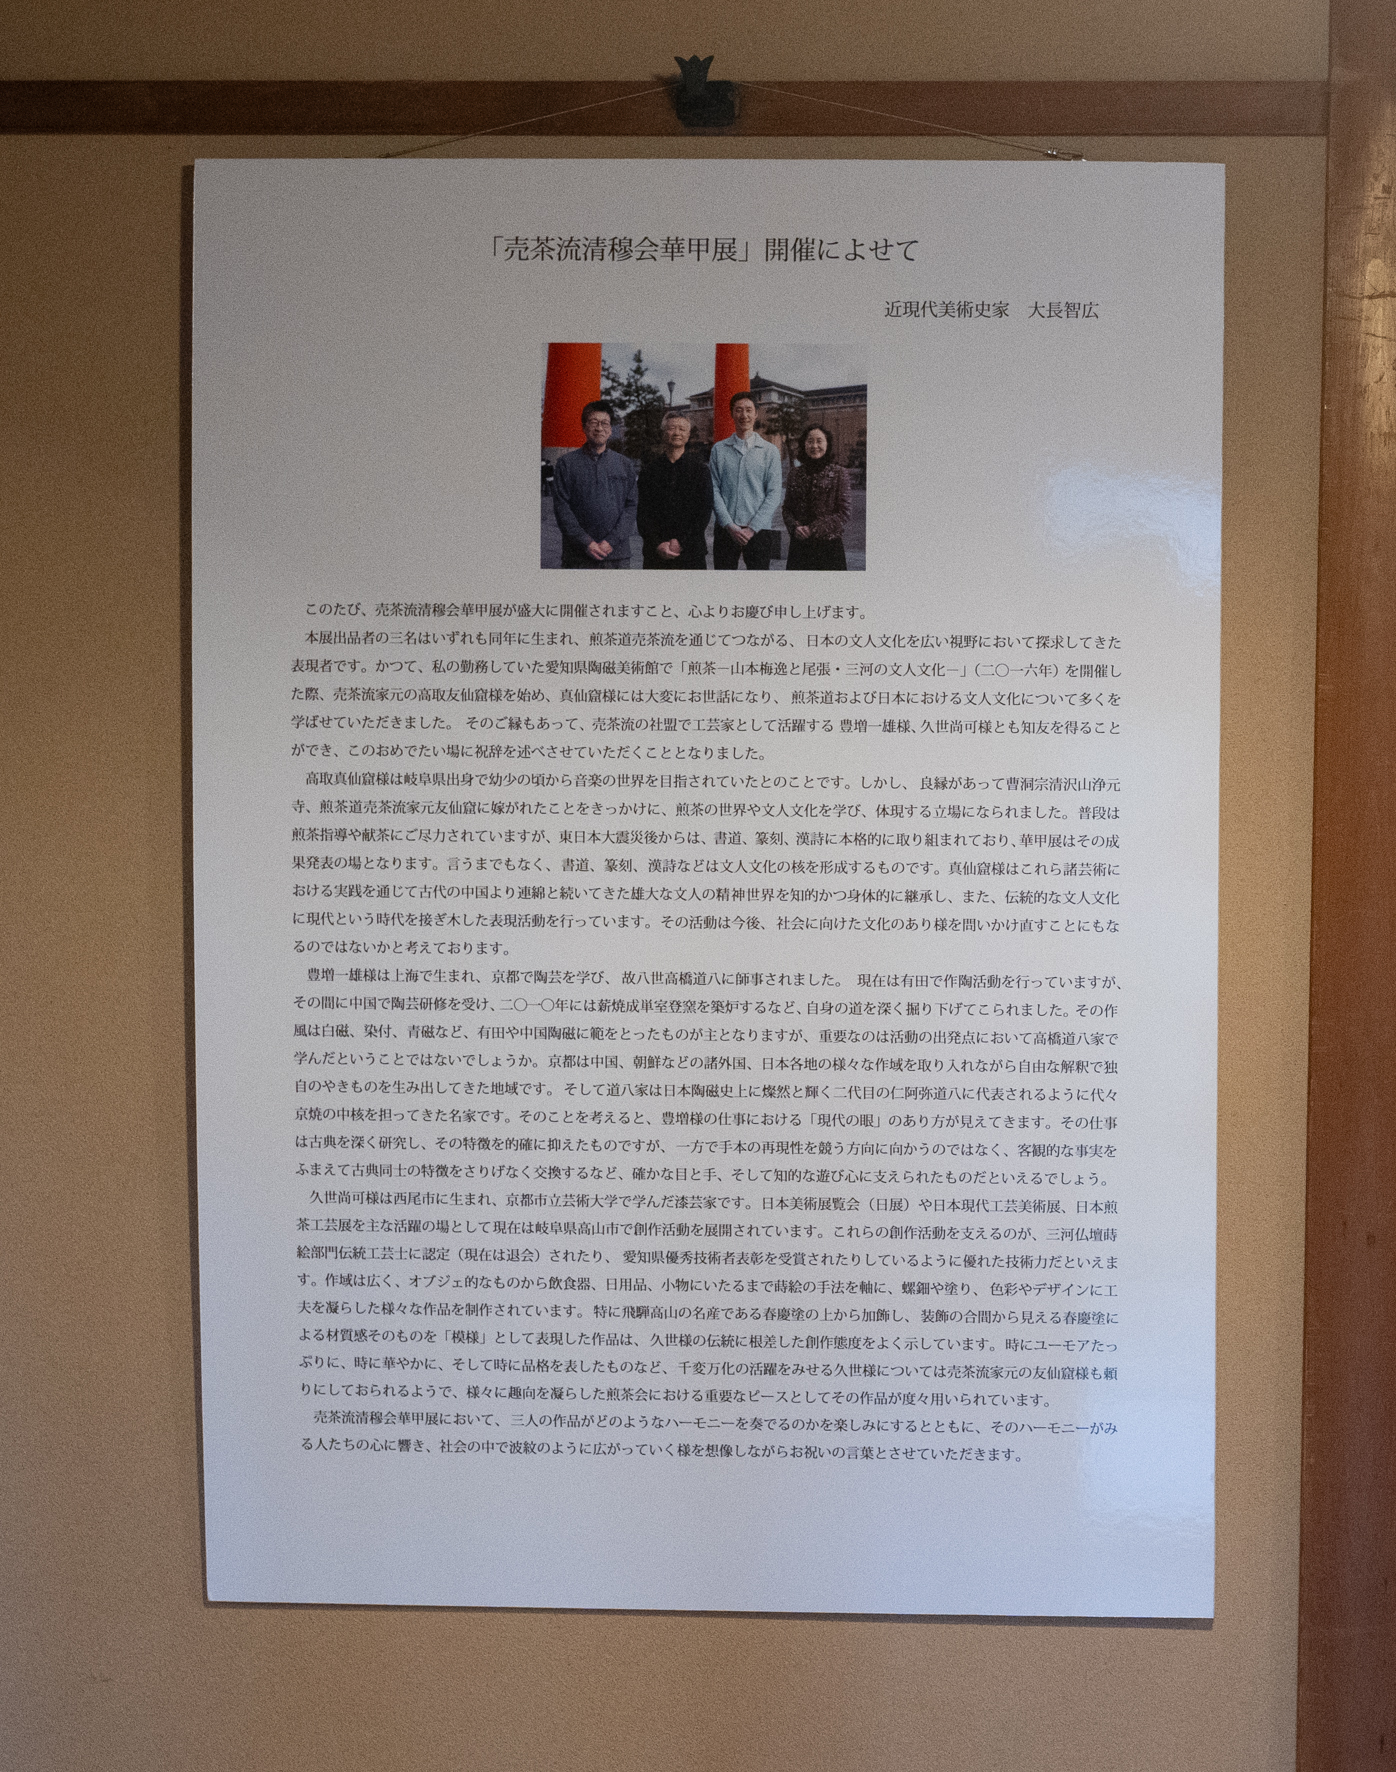 「売茶流清穆会華甲展」開催によせて
近現代美術史家　大長智広
このたび、売茶流清穆会華甲展が盛大に開催されますこと、心よりお慶び申し上げます。
本展出品者の三名はいずれも同年に生まれ、煎茶道売茶流を通じてつながる、日本の文人文化を広い視野において探求してきた
表現者です。かつて、私の勤務していた愛知県陶磁美術館で「煎茶－山本梅逸と尾張・三河の文人文化－」（二〇一六年）を開催し
た際、売茶流家元の高取友仙窟様を始め、真仙窟様には大変にお世話になり、煎茶道および日本における文人文化について多くを
学ばせていただきました。そのご縁もあって、売茶流の社盟で工芸家として活躍する 豊増一雄様、久世尚可様とも知友を得ること
ができ、このおめでたい場に祝辞を述べさせていただくこととなりました。
高取真仙窟様は岐阜県出身で幼少の頃から音楽の世界を目指されていたとのことです。しかし、良縁があって曹洞宗清沢山浄元
寺、煎茶道売茶流家元友仙窟に嫁がれたことをきっかけに、煎茶の世界や文人文化を学び、体現する立場になられました。普段は
煎茶指導や献茶にご尽力されていますが、東日本大震災後からは、書道、篆刻、漢詩に本格的に取り組まれており、華甲展はその成
果発表の場となります。言うまでもなく、書道、篆刻、漢詩などは文人文化の核を形成するものです。真仙窟様はこれら諸芸術に
おける実践を通じて古代の中国より連綿と続いてきた雄大な文人の精神世界を知的かつ身体的に継承し、また、伝統的な文人文化
に現代という時代を接ぎ木した表現活動を行っています。その活動は今後、社会に向けた文化のあり様を問いかけ直すことにもな
るのではないかと考えております。
豊増一雄様は上海で生まれ、京都で陶芸を学び、故八世高橋道八に師事されました。　現在は有田で作陶活動を行っていますが、
その間に中国で陶芸研修を受け、二〇一〇年には薪焼成単室登窯を築炉するなど、自身の道を深く掘り下げてこられました。その作
風は白磁、染付、青磁など、有田や中国陶磁に範をとったものが主となりますが、重要なのは活動の出発点において高橋道八家で
学んだということではないでしょうか。京都は中国、朝鮮などの諸外国、日本各地の様々な作域を取り入れながら自由な解釈で独
自のやきものを生み出してきた地域です。そして道八家は日本陶磁史上に燦然と輝く二代目の仁阿弥道八に代表されるように代々
京焼の中核を担ってきた名家です。そのことを考えると、豊増様の仕事における「現代の眼」のあり方が見えてきます。その仕事
は古典を深く研究し、その特徴を的確に抑えたものですが、一方で手本の再現性を競う方向に向かうのではなく、客観的な事実を
ふまえて古典同士の特徴をさりげなく交換するなど、確かな目と手、そして知的な遊び心に支えられたものだといえるでしょう。
久世尚可様は西尾市に生まれ、京都市立芸術大学で学んだ漆芸家です。日本美術展覧会（日展）や日本現代工芸美術展、日本煎
茶工芸展を主な活躍の場として現在は岐阜県高山市で創作活動を展開されています。これらの創作活動を支えるのが、三河仏壇蒔
絵部門伝統工芸士に認定（現在は退会）されたり、愛知県優秀技術者表彰を受賞されたりしているように優れた技術力だといえま
す。作域は広く、オブジェ的なものから飲食器、日用品、小物にいたるまで蒔絵の手法を軸に、螺鈿や塗り、色彩やデザインに工
夫を凝らした様々な作品を制作されています。特に飛騨高山の名産である春慶塗の上から加飾し、装飾の合間から見える春慶塗に
よる材質感そのものを「模様」として表現した作品は、久世様の伝統に根差した創作態度をよく示しています。時にユーモアたっ
ぷりに、時に華やかに、そして時に品格を表したものなど、千変万化の活躍をみせる久世様については売茶流家元の友仙窟様も頼
りにしておられるようで、様々に趣向を凝らした煎茶会における重要なピースとしてその作品が度々用いられています。
売茶流清穆会華甲展において、三人の作品がどのようなハーモニーを奏でるのかを楽しみにするとともに、そのハーモニーがみ
る人たちの心に響き、社会の中で波紋のように広がっていく様を想像しながらお祝いの言葉とさせていただきます。